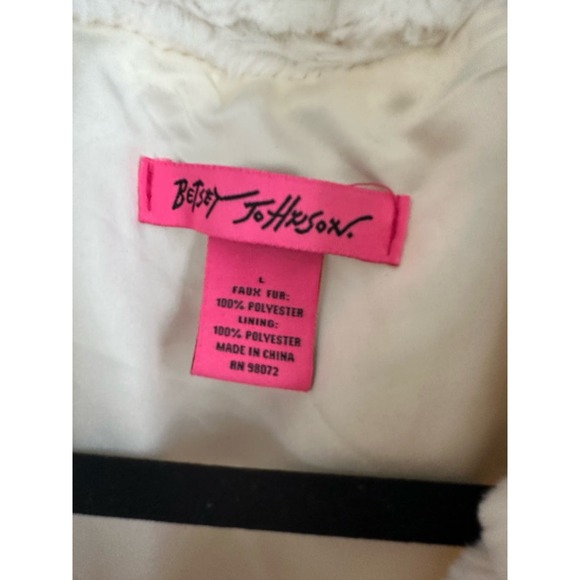 Betsey Johnson.
L
FAUX FUR:
100% POLYESTER
LINING:
100% POLYESTER
MADE IN CHINA
RN 98072